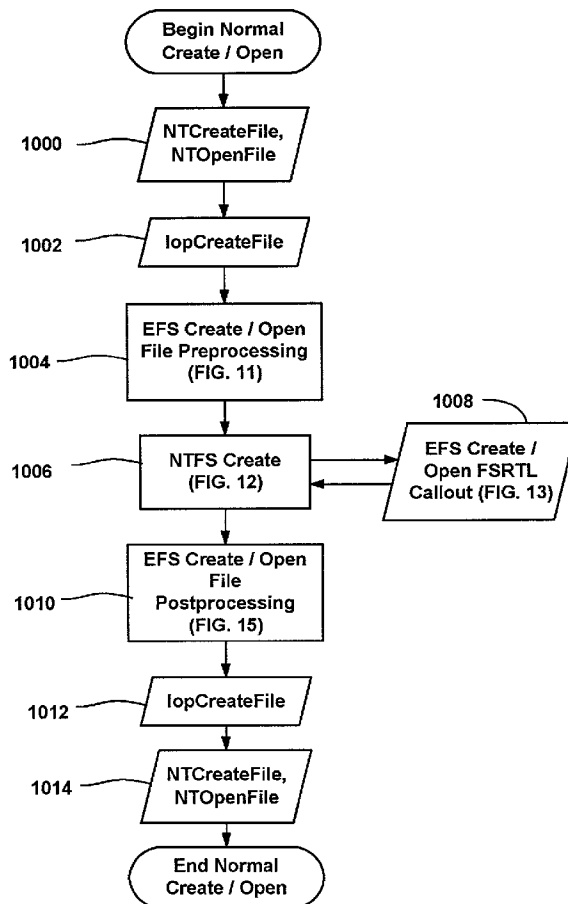 Begin Normal
Create / Open
1000
NTCreateFile,
NTOpenFile
1002
IopCreateFile
1004
EFS Create / Open
File Preprocessing
(FIG. 11)
1006
NTFS Create
(FIG. 12)
1008
EFS Create /
Open FSRTL
Callout (FIG. 13)
1010
EFS Create / Open
File
Postprocessing
(FIG. 15)
1012
IopCreateFile
1014
NTCreateFile,
NTOpenFile
End Normal
Create / Open